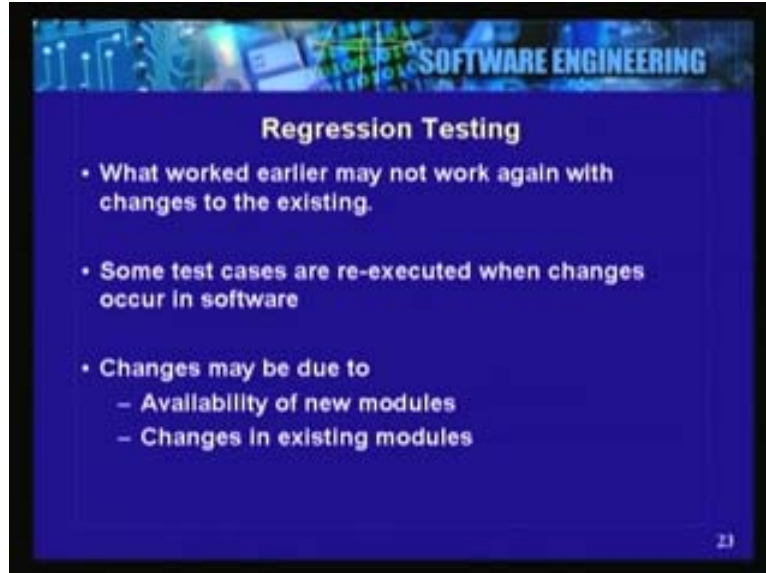 SOFTWARE ENGINEERING
Regression Testing
• What worked earlier may not work again with
changes to the existing.
• Some test cases are re-executed when changes
occur in software
• Changes may be due to
– Availability of new modules
– Changes in existing modules
23